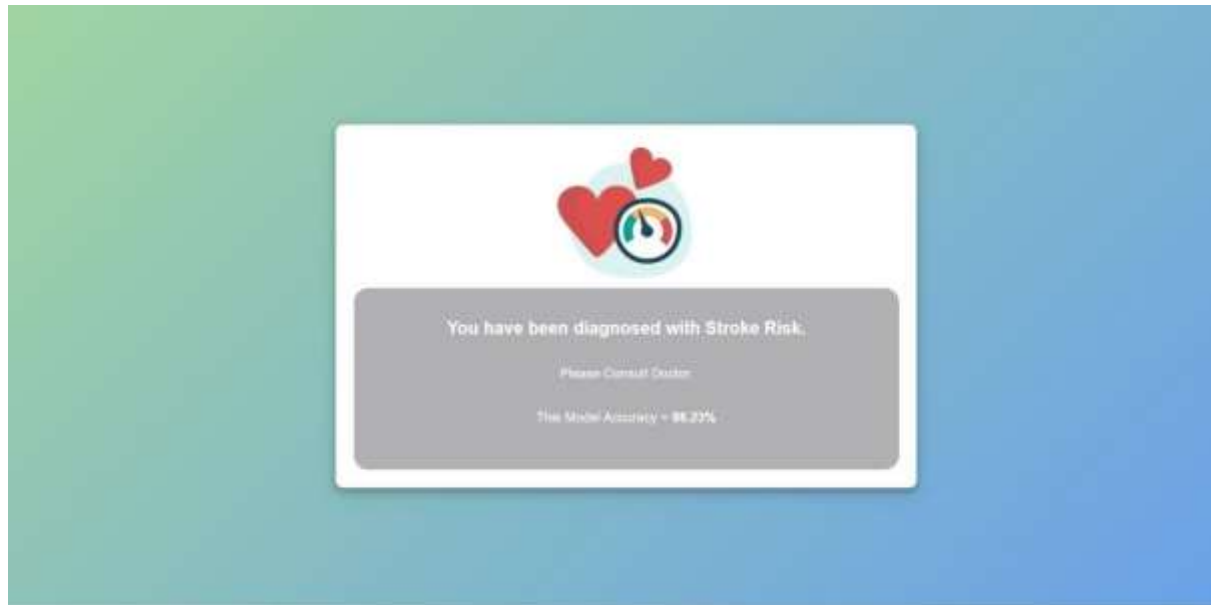 You have been diagnosed with Stroke Risk.
Please Consult Doctor
This Model Accuracy =